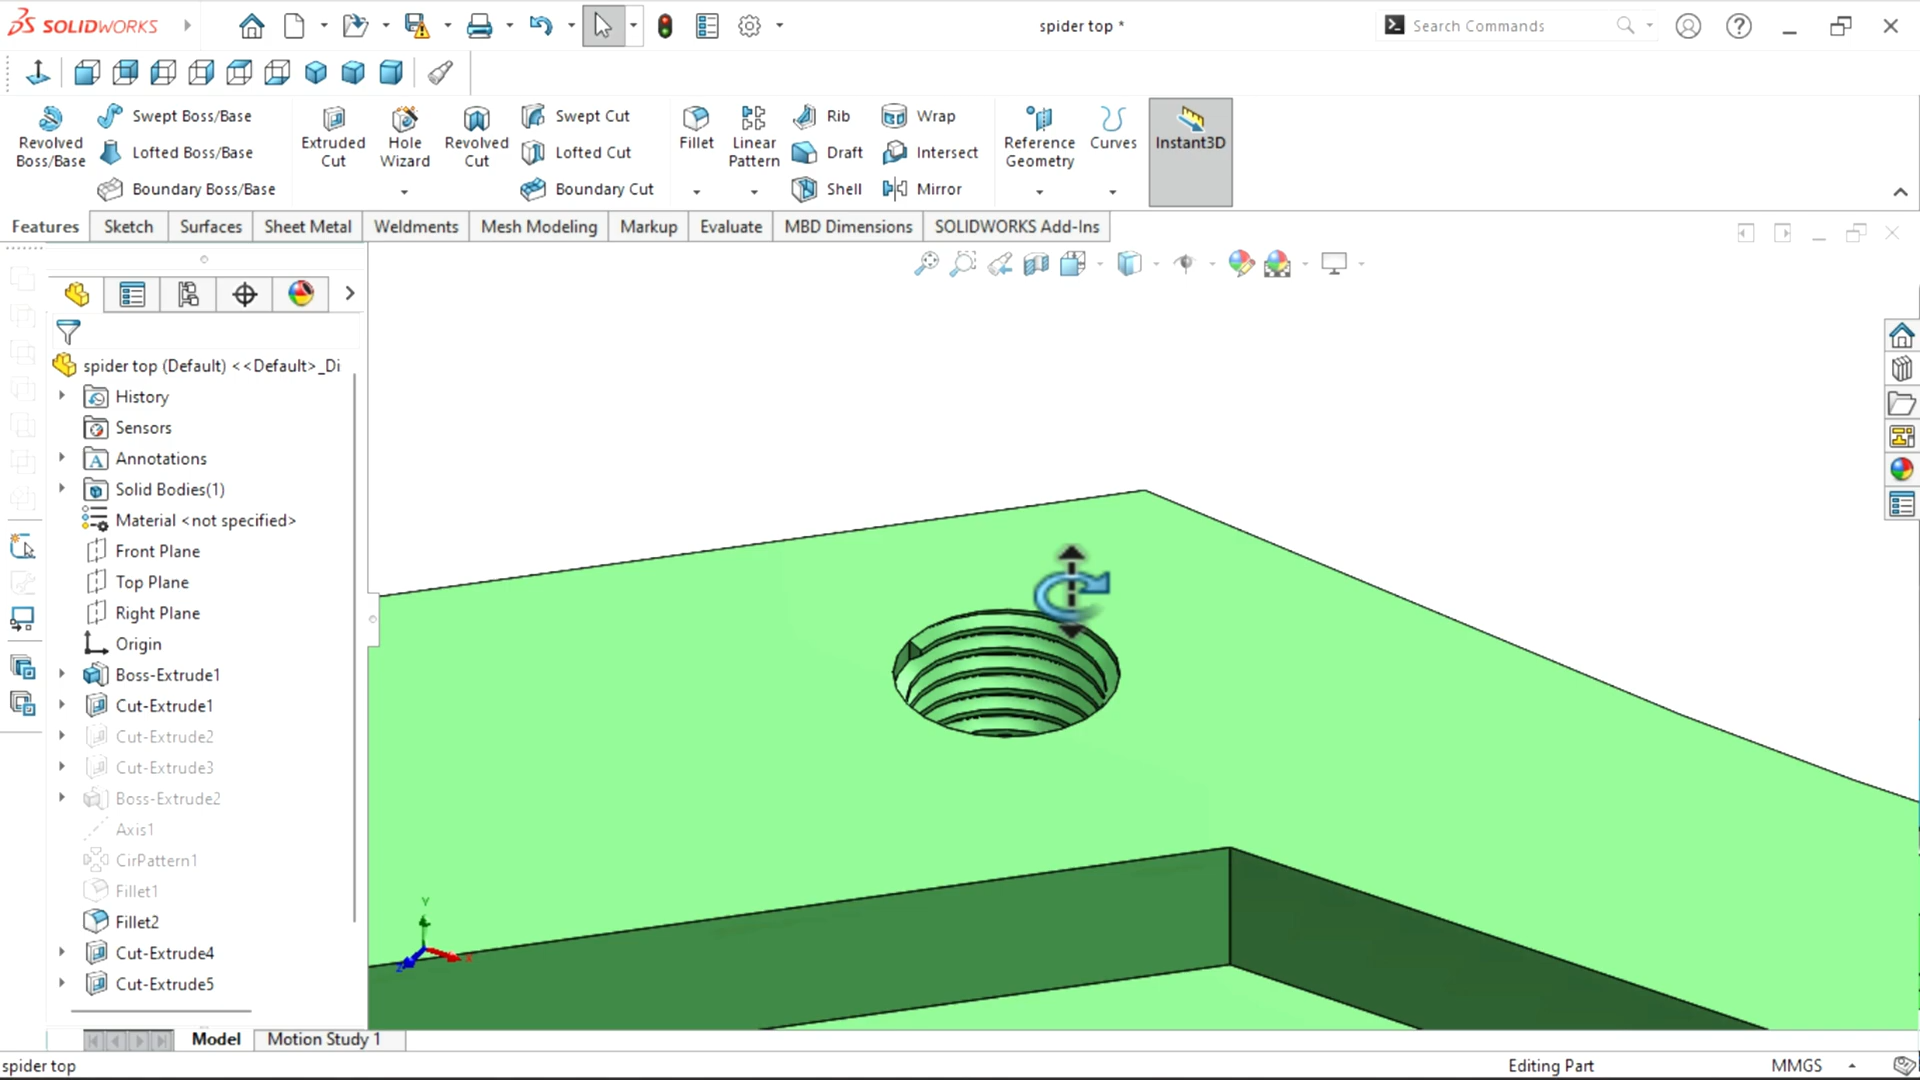 SOLIDWORKS
spider top *
Search Commands
Revolved Boss/Base
Swept Boss/Base
Lofted Boss/Base
Boundary Boss/Base
Extruded Cut
Hole Wizard
Revolved Cut
Swept Cut
Lofted Cut
Boundary Cut
Fillet
Linear Pattern
Rib
Draft
Shell
Wrap
Intersect
Mirror
Reference Geometry
Curves
Instant3D
Features
Sketch
Surfaces
Sheet Metal
Weldments
Mesh Modeling
Markup
Evaluate
MBD Dimensions
SOLIDWORKS Add-Ins
spider top (Default) <<Default>_Di
History
Sensors
Annotations
Solid Bodies(1)
Material <not specified>
Front Plane
Top Plane
Right Plane
Origin
Boss-Extrude1
Cut-Extrude1
Cut-Extrude2
Cut-Extrude3
Boss-Extrude2
Axis1
CirPattern1
Fillet1
Fillet2
Cut-Extrude4
Cut-Extrude5
Y
X
Z
Model
Motion Study 1
spider top
Editing Part
MMGS